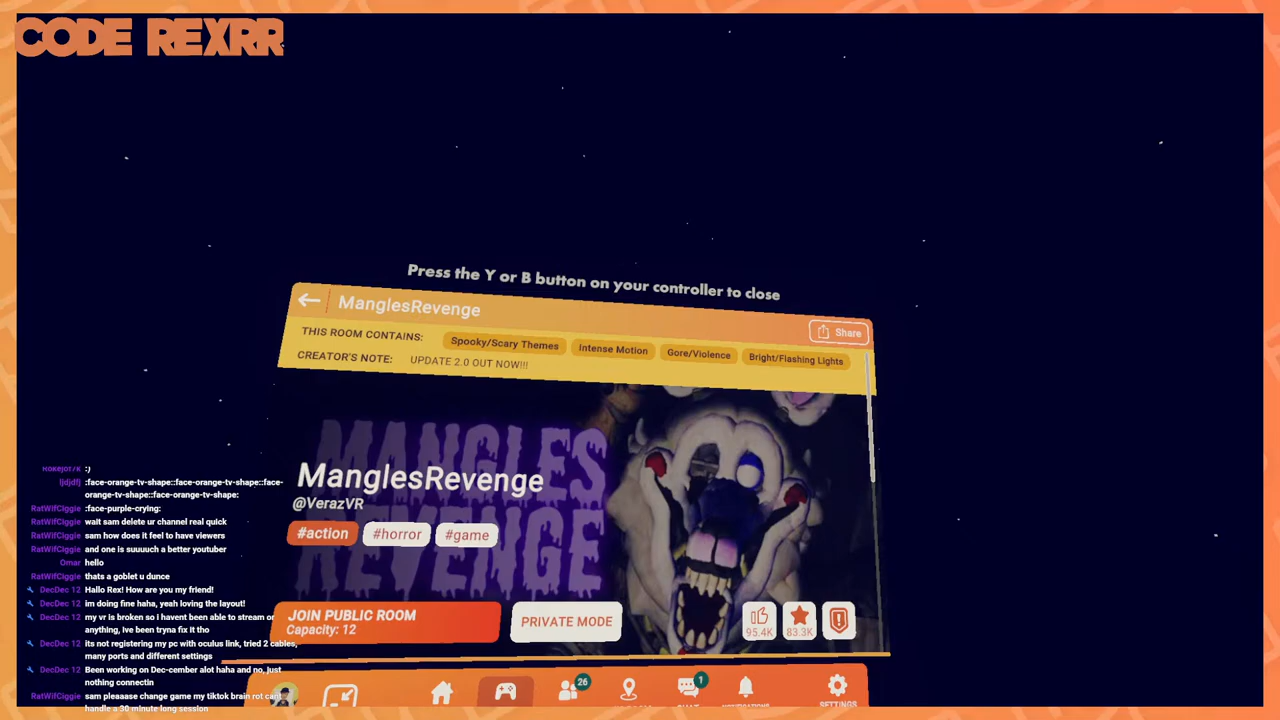 CODE REXRR
Press the Y or B button on your controller to close
ManglesRevenge
Share
THIS ROOM CONTAINS: Spooky/Scary Themes Intense Motion Gore/Violence Bright/Flashing Lights
CREATOR'S NOTE: UPDATE 2.0 OUT NOW!!!
MANGLES
REVENGE
ManglesRevenge
@VerazVR
#action #horror #game
JOIN PUBLIC ROOM
Capacity: 12
PRIVATE MODE
95.4K 83.3K
26
1
SETTINGS
:)
ljdjdfj :face-orange-tv-shape::face-orange-tv-shape::face-
orange-tv-shape::face-orange-tv-shape:
RatWifCiggie :face-purple-crying:
RatWifCiggie wait sam delete ur channel real quick
RatWifCiggie sam how does it feel to have viewers
RatWifCiggie and one is suuuuch a better youtuber
Omar hello
RatWifCiggie thats a goblet u dunce
DecDec 12 Hallo Rex! How are you my friend!
DecDec 12 im doing fine haha, yeah loving the layout!
DecDec 12 my vr is broken so I havent been able to stream or
anything, ive been tryna fix it tho
DecDec 12 its not registering my pc with oculus link, tried 2 cables,
many ports and different settings
DecDec 12 Been working on Dec-cember alot haha and no, just
nothing connectin
RatWifCiggie sam pleaaase change game my tiktok brain rot cant
handle a 30 minute long session